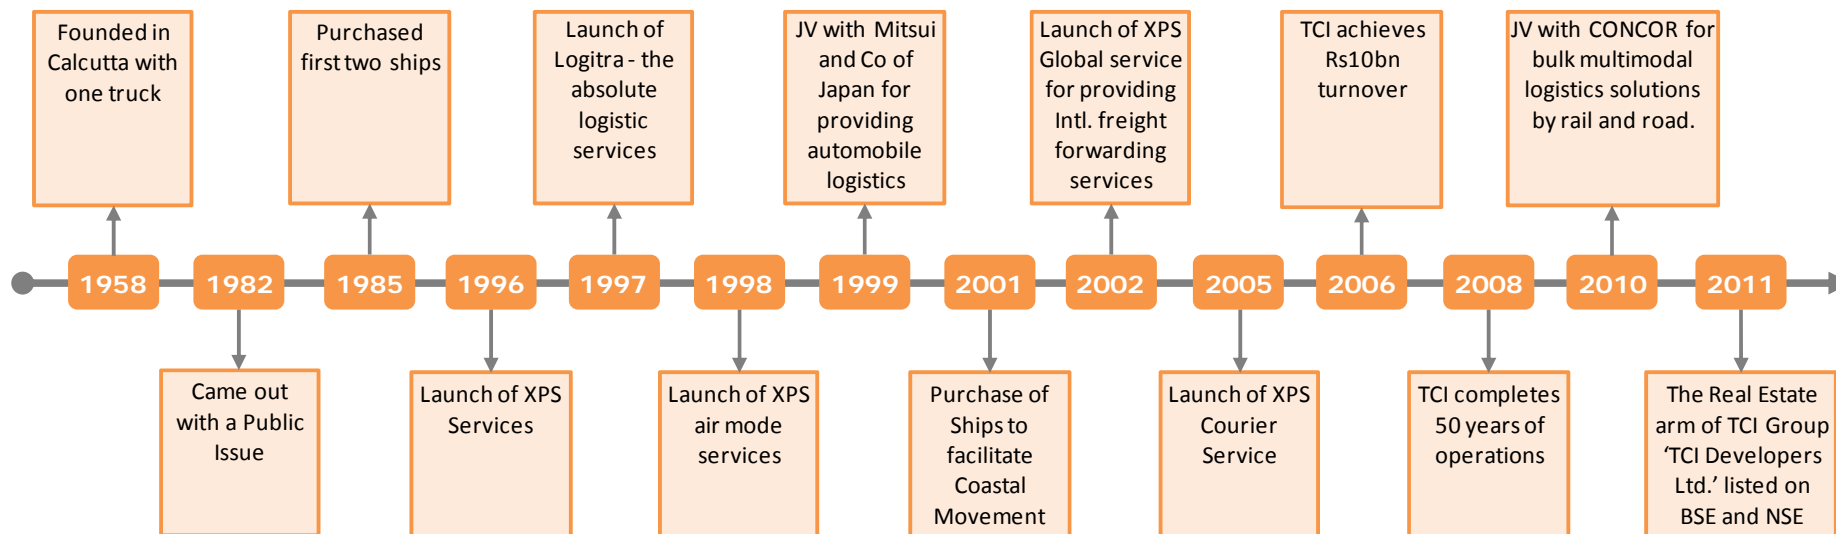 Founded in
Calcutta with
one truck
Purchased
first two ships
Launch of
Logitra - the
absolute
logistic
services
JV with Mitsui
and Co of
Japan for
providing
automobile
logistics
Launch of XPS
Global service
for providing
Intl. freight
forwarding
services
TCI achieves
Rs10bn
turnover
JV with CONCOR for
bulk multimodal
logistics solutions
by rail and road.
1958 1982 1985 1996 1997 1998 1999 2001 2002 2005 2006 2008 2010 2011
Came out
with a Public
Issue
Launch of XPS
Services
Launch of XPS
air mode
services
Purchase of
Ships to
facilitate
Coastal
Movement
Launch of XPS
Courier
Service
TCI completes
50 years of
operations
The Real Estate
arm of TCI Group
‘TCI Developers
Ltd.’ listed on
BSE and NSE